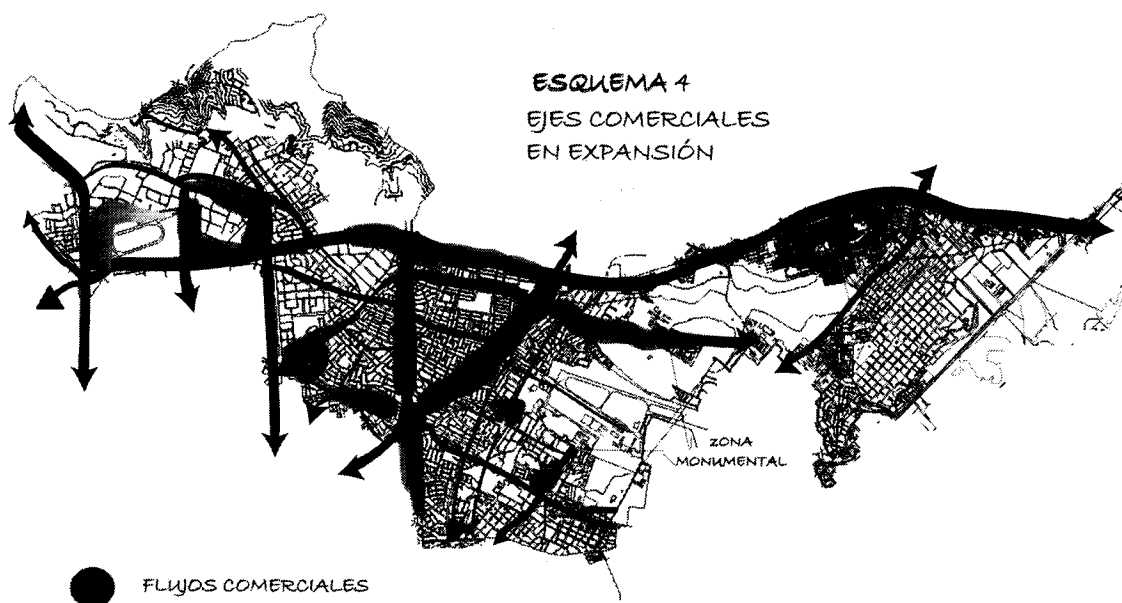 ESQUEMA 4
EJES COMERCIALES
EN EXPANSIÓN
ZONA
MONUMENTAL
FLUJOS COMERCIALES